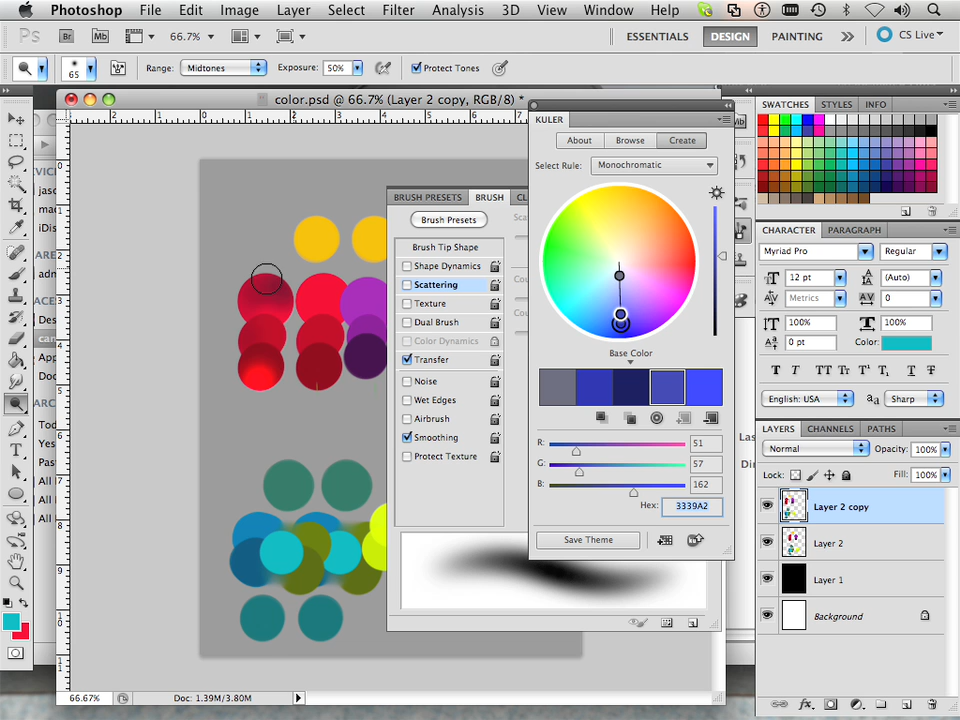 Photoshop File Edit Image Layer Select Filter Analysis 3D View Window Help
Ps Br Mb 66.7% ESSENTIALS DESIGN PAINTING CS Live
65 Range: Midtones Exposure: 50% Protect Tones
color.psd @ 66.7% (Layer 2 copy, RGB/8) *
KULER
About Browse Create
Select Rule: Monochromatic
Base Color
R: 51
G: 57
B: 162
Hex: 3339A2
Save Theme
BRUSH PRESETS BRUSH CL
Brush Presets
Brush Tip Shape
Shape Dynamics
Scattering
Texture
Dual Brush
Color Dynamics
Transfer
Noise
Wet Edges
Airbrush
Smoothing
Protect Texture
SWATCHES STYLES INFO
CHARACTER PARAGRAPH
Myriad Pro Regular
12 pt (Auto)
Metrics 0
100% 100%
0 pt Color:
English: USA Sharp
LAYERS CHANNELS PATHS
Normal Opacity: 100%
Lock: Fill: 100%
Layer 2 copy
Layer 2
Layer 1
Background
66.67% Doc: 1.39M/3.80M